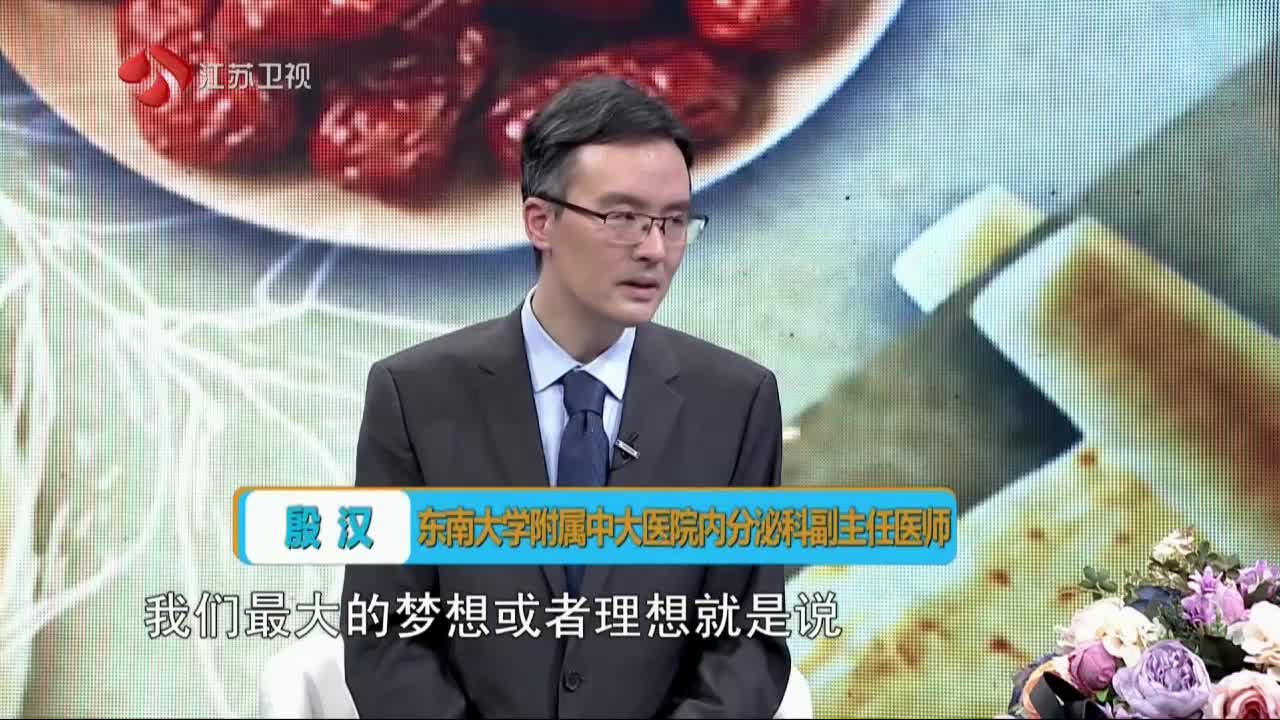 江苏卫视
殷汉 东南大学附属中大医院内分泌科副主任医师
我们最大的梦想或者理想就是说